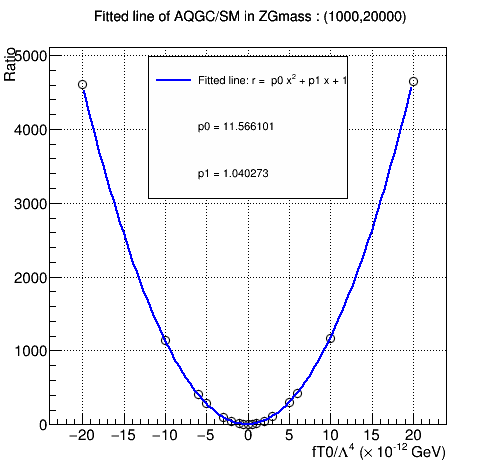 Fitted line of AQGC/SM in ZGmass : (1000,20000)
Ratio
5000
4000
3000
2000
1000
0
Fitted line: r = p0 x² + p1 x + 1
p0 = 11.566101
p1 = 1.040273
−20 −15 −10 −5 0 5 10 15 20
fT0/Λ⁴ (× 10⁻¹² GeV)